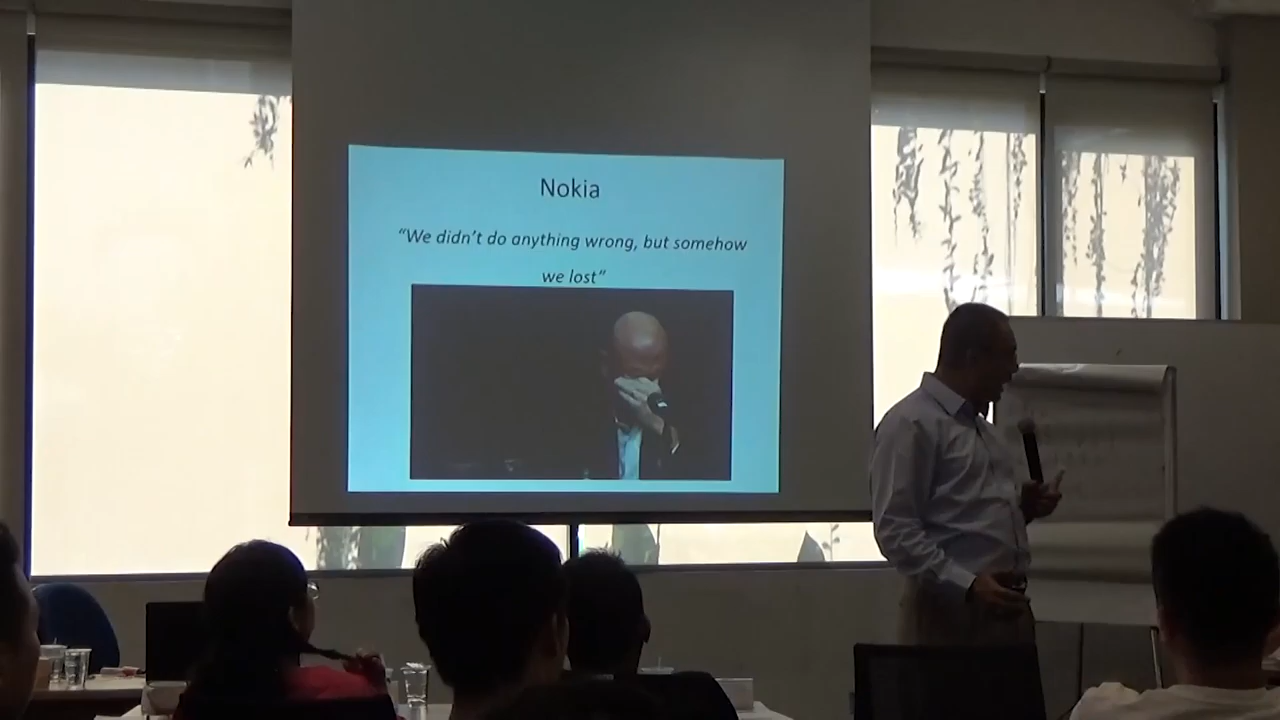 Nokia
“We didn’t do anything wrong, but somehow
we lost”